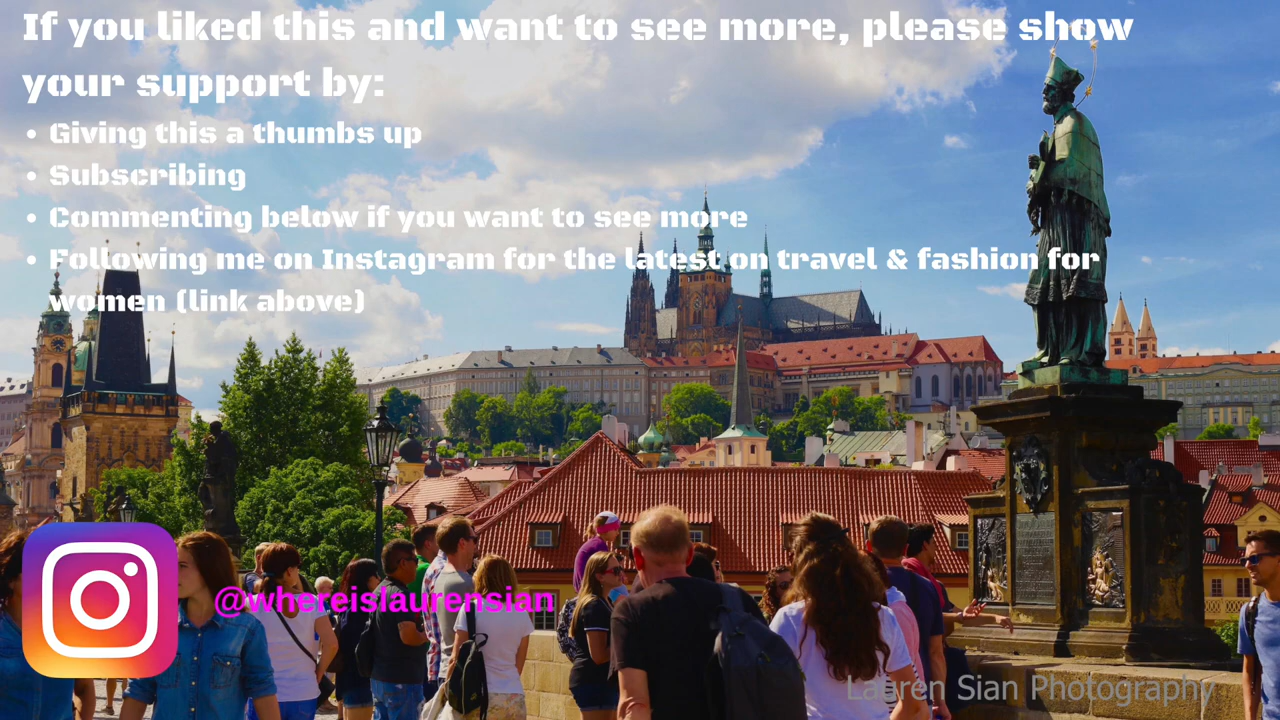 If you liked this and want to see more, please show
your support by:
• Giving this a thumbs up
• Subscribing
• Commenting below if you want to see more
• Following me on Instagram for the latest on travel & fashion for
women (link above)
@whereislaurensian
Lauren Sian Photography